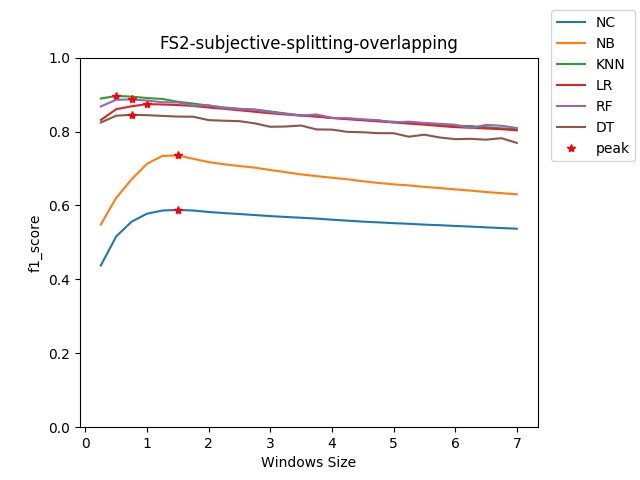 FS2-subjective-splitting-overlapping
NC
NB
KNN
LR
RF
DT
peak
1.0
0.8
0.6
0.4
0.2
0.0
f1_score
0 1 2 3 4 5 6 7
Windows Size